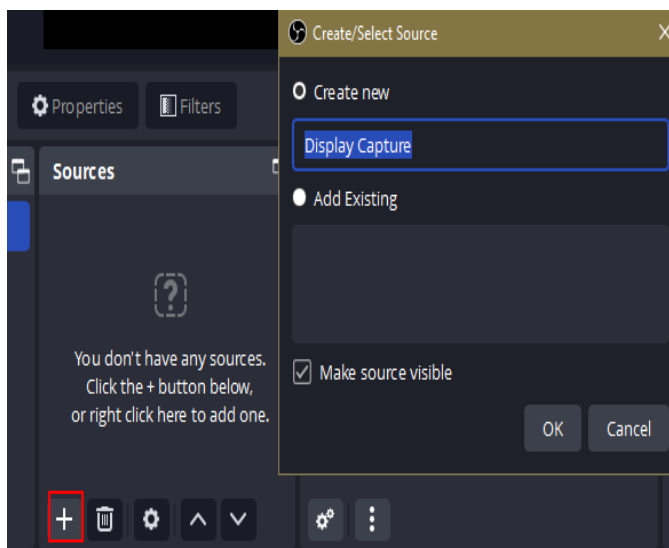 Create/Select Source
Create new
Display Capture
Add Existing
Make source visible
OK
Cancel
Properties
Filters
Sources
You don't have any sources.
Click the + button below,
or right click here to add one.